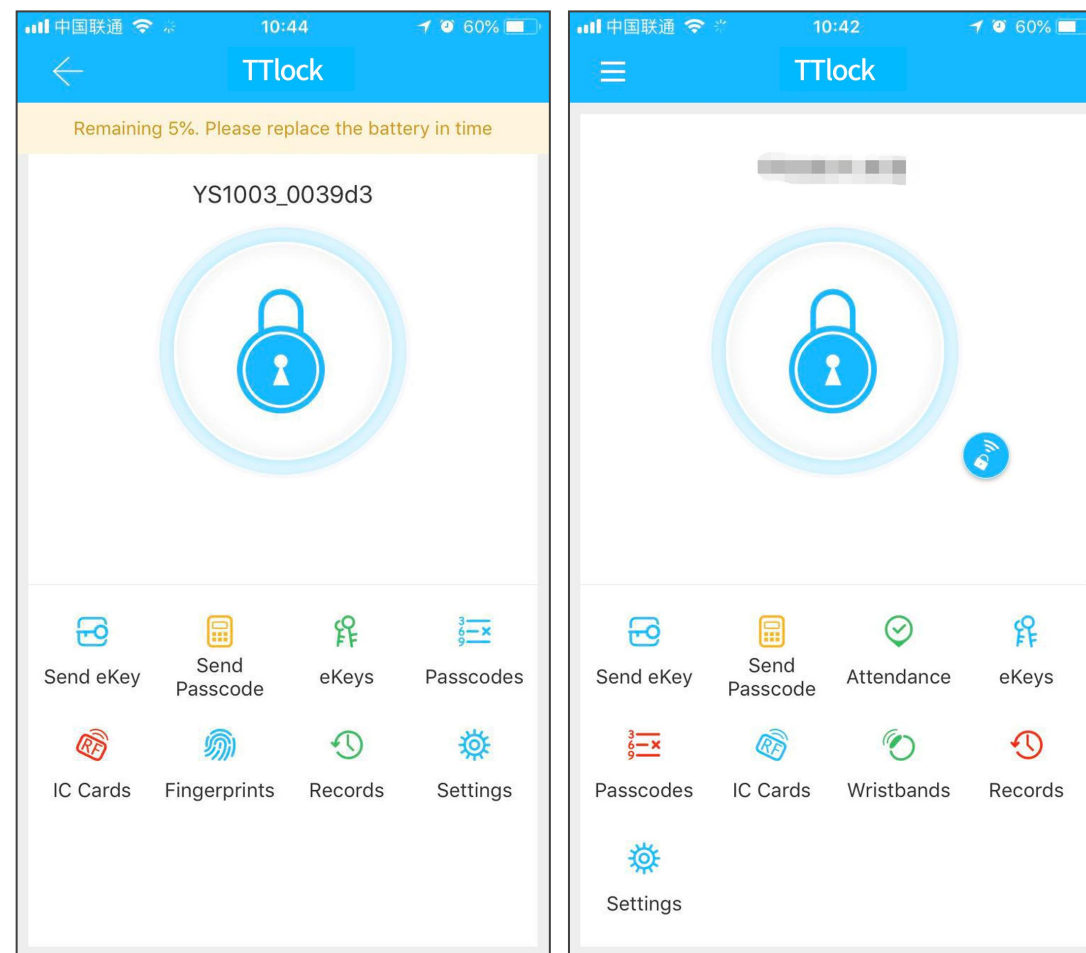 中国联通 10:44 60%
TTlock
Remaining 5%. Please replace the battery in time
YS1003_0039d3
Send eKey
Send
Passcode
eKeys
Passcodes
IC Cards
Fingerprints
Records
Settings
中国联通 10:42 60%
TTlock
Send eKey
Send
Passcode
Attendance
eKeys
Passcodes
IC Cards
Wristbands
Records
Settings